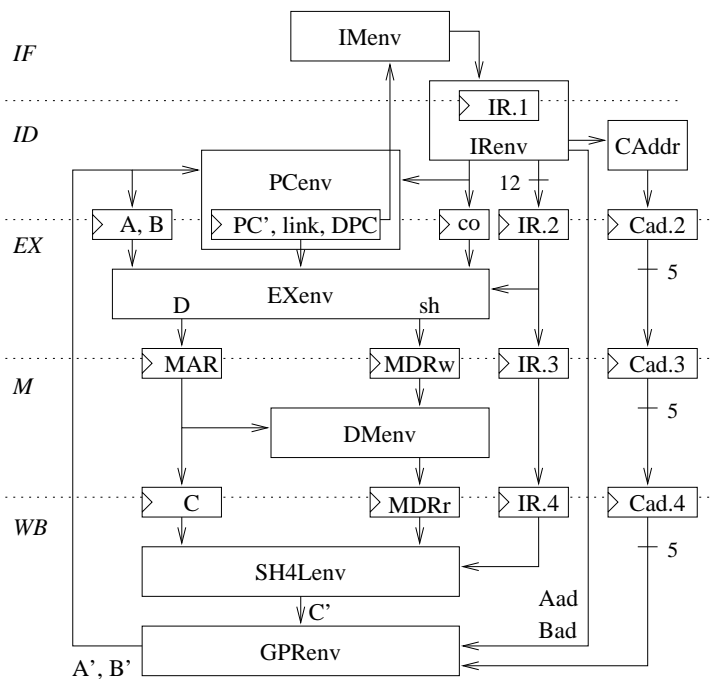 IMenv
IF
IR.1
ID
IRenv
CAddr
PCenv
12
A, B
PC', link, DPC
co
IR.2
Cad.2
EX
5
EXenv
D
sh
MAR
MDRw
IR.3
Cad.3
M
5
DMenv
C
MDRr
IR.4
Cad.4
WB
5
SH4Lenv
Aad
C'
Bad
GPRenv
A', B'